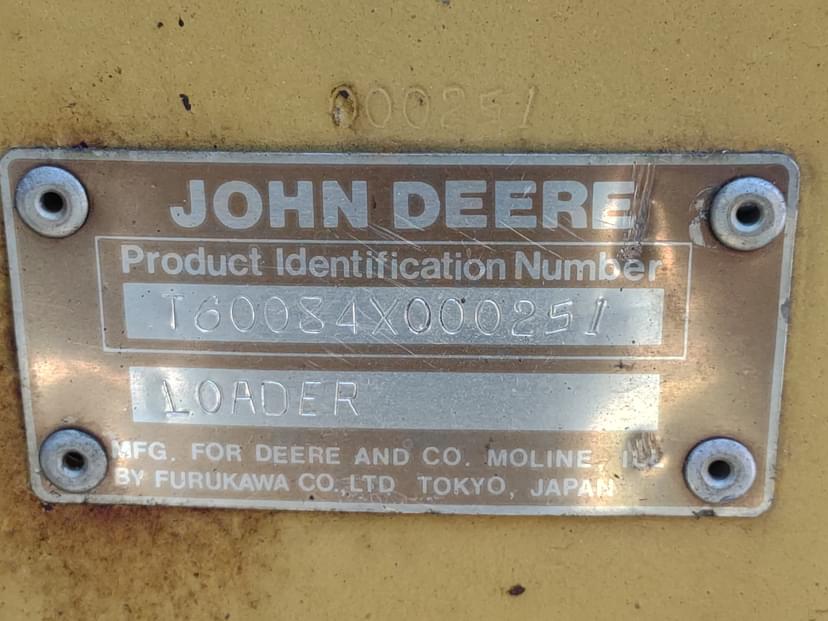 000251
JOHN DEERE
Product Identification Number
T60084X000251
LOADER
MFG. FOR DEERE AND CO. MOLINE, ILL
BY FURUKAWA CO., LTD TOKYO, JAPAN